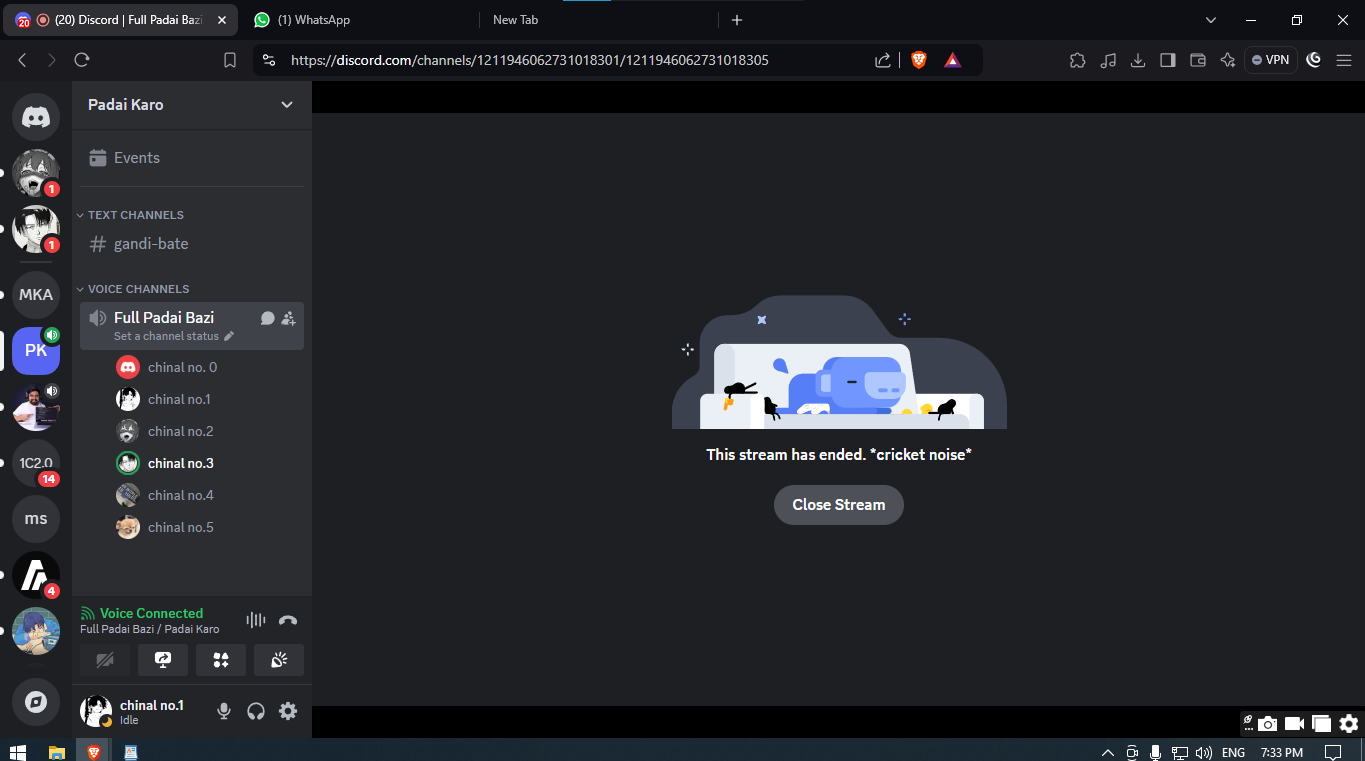 20
(20) Discord | Full Padai Bazi
(1) WhatsApp
New Tab
https://discord.com/channels/1211946062731018301/1211946062731018305
VPN
Padai Karo
Events
1
TEXT CHANNELS
1
gandi-bate
MKA
VOICE CHANNELS
Full Padai Bazi
Set a channel status
PK
chinal no. 0
chinal no.1
chinal no.2
1C2.0
chinal no.3
14
chinal no.4
ms
chinal no.5
This stream has ended. *cricket noise*
Close Stream
4
Voice Connected
Full Padai Bazi / Padai Karo
chinal no.1
Idle
ENG
7:33 PM